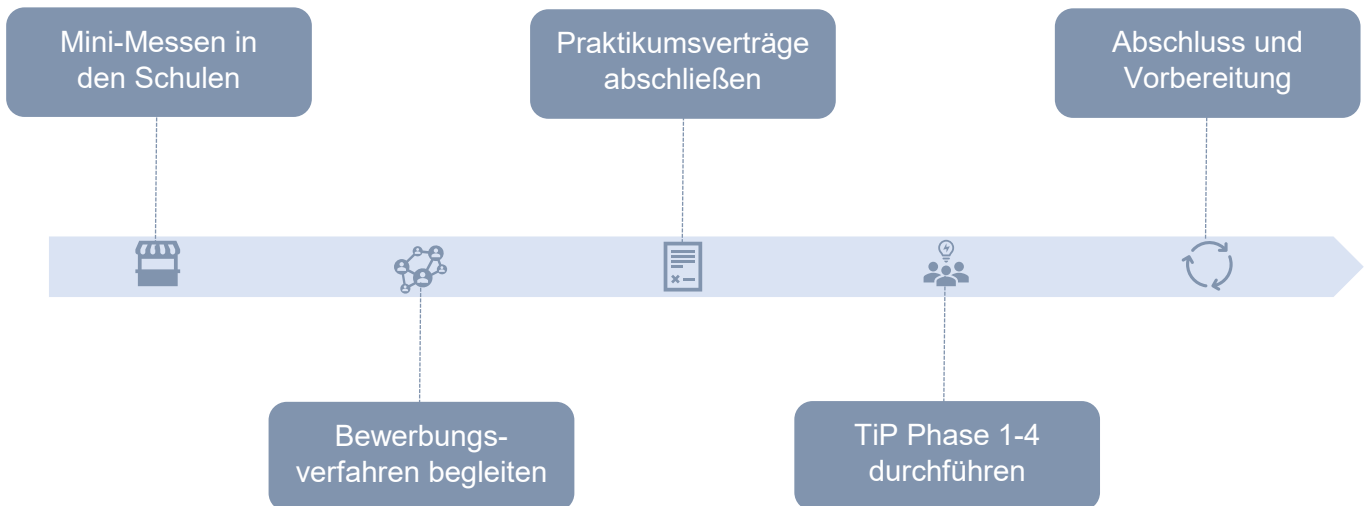 Mini-Messen in
den Schulen
Bewerbungs-
verfahren begleiten
Praktikumsverträge
abschließen
TiP Phase 1-4
durchführen
Abschluss und
Vorbereitung